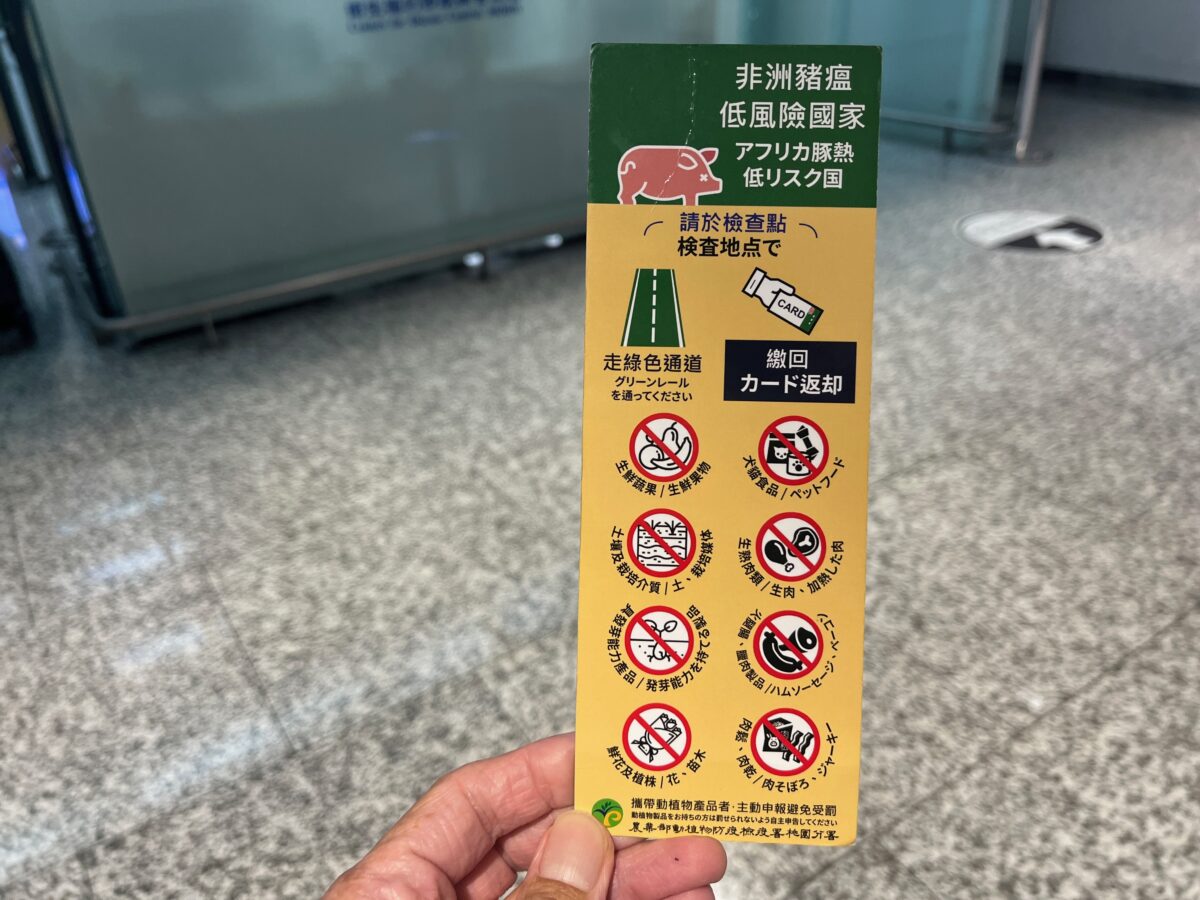 非洲豬瘟
低風險國家
アフリカ豚熱
低リスク国
請於檢查點
検査地点で
CARD
走綠色通道
グリーンレール
を通ってください
繳回
カード返却
生鮮蔬果/生鮮果物
犬貓食品/ペットフード
土壤及栽培介質/土、栽培媒体
生熟肉類/生肉、加熱した肉
具發芽能力產品/発芽能力を持てる製品
火腿腸、臘肉製品/ハムソーセージ、ベーコン
鮮花及植株/花、苗木
肉鬆、肉乾/肉そぼろ、ジャーキー
攜帶動植物產品者·主動申報避免受罰
動植物製品をお持ちの方は罰せられないよう自主申告してください
農業部動植物防疫檢疫署桃園分署